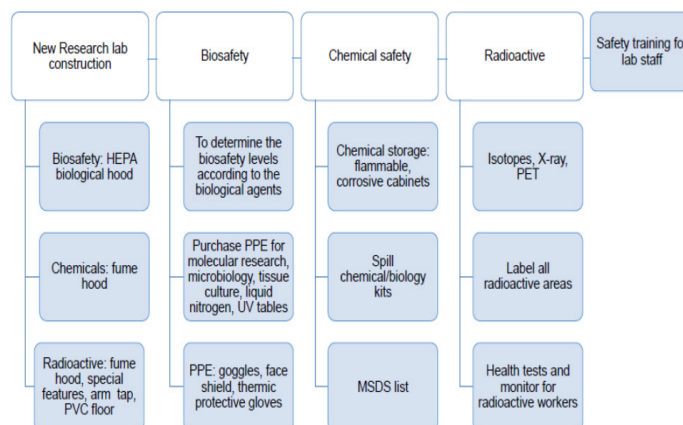 New Research lab
construction
Biosafety
Chemical safety
Radioactive
Safety training for
lab staff
Biosafety: HEPA
biological hood
To determine the
biosafety levels
according to the
biological agents
Chemical storage:
flammable,
corrosive cabinets
Isotopes, X-ray,
PET
Chemicals: fume
hood
Purchase PPE for
molecular research,
microbiology, tissue
culture, liquid
nitrogen, UV tables
Spill
chemical/biology
kits
Label all
radioactive areas
Radioactive: fume
hood, special
features, arm tap,
PVC floor
PPE: goggles, face
shield, thermic
protective gloves
MSDS list
Health tests and
monitor for
radioactive workers